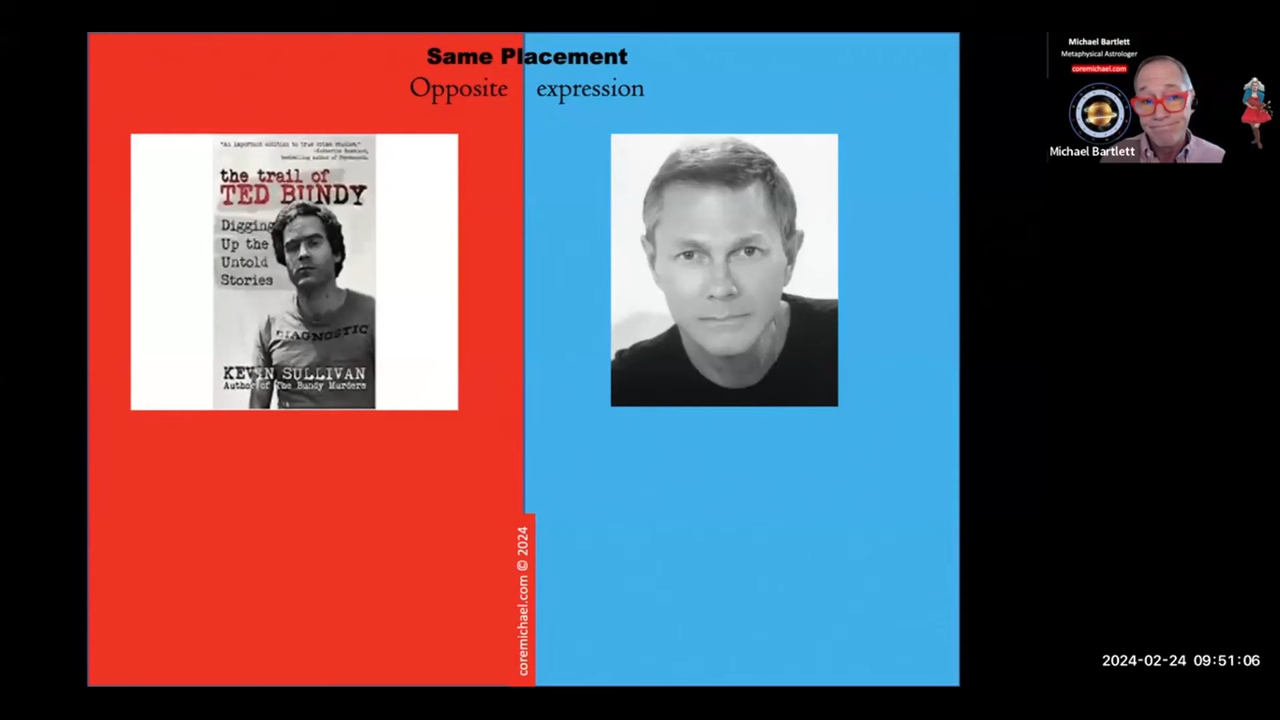 Same Placement
Opposite expression
"An important addition to true crime studies."
the trail of
TED BUNDY
Digging
Up the
Untold
Stories
DIAGNOSTIC
KEVIN SULLIVAN
Author of The Bundy Murders
coremichael.com © 2024
Michael Bartlett
Metaphysical Astrologer
coremichael.com
Michael Bartlett
2024-02-24 09:51:06